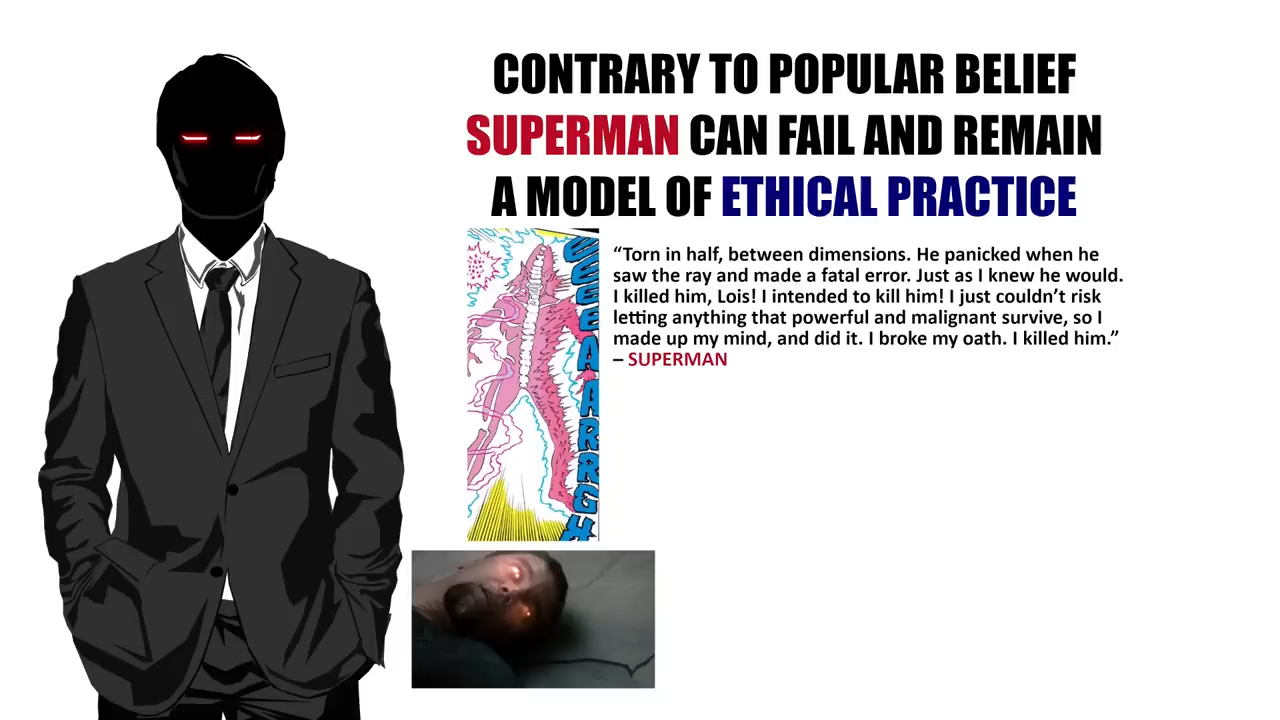 CONTRARY TO POPULAR BELIEF
SUPERMAN CAN FAIL AND REMAIN
A MODEL OF ETHICAL PRACTICE
“Torn in half, between dimensions. He panicked when he
saw the ray and made a fatal error. Just as I knew he would.
I killed him, Lois! I intended to kill him! I just couldn’t risk
letting anything that powerful and malignant survive, so I
made up my mind, and did it. I broke my oath. I killed him.”
– SUPERMAN